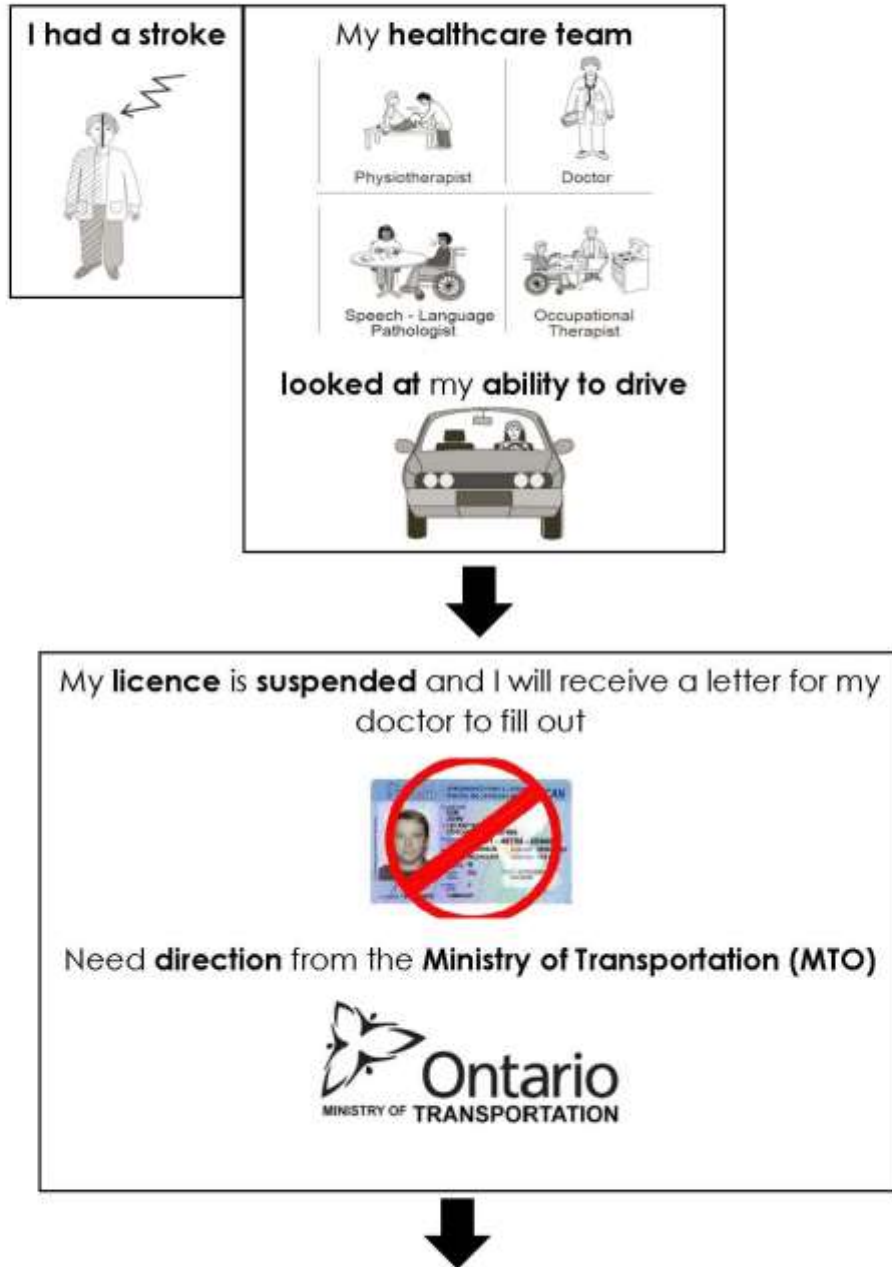 I had a stroke
My healthcare team
Physiotherapist
Doctor
Speech - Language
Pathologist
Occupational
Therapist
looked at my ability to drive
My licence is suspended and I will receive a letter for my
doctor to fill out
Need direction from the Ministry of Transportation (MTO)
Ontario
MINISTRY OF TRANSPORTATION